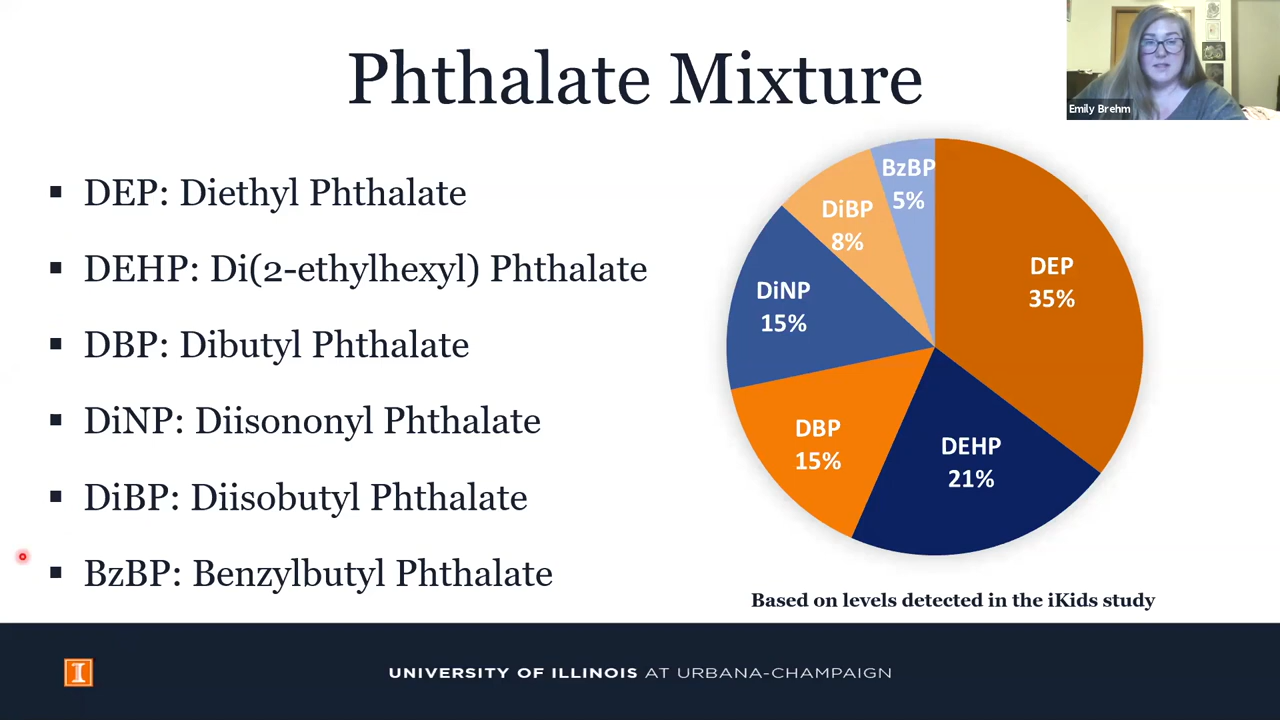 Phthalate Mixture
Emily Brehm
▪ DEP: Diethyl Phthalate
▪ DEHP: Di(2-ethylhexyl) Phthalate
▪ DBP: Dibutyl Phthalate
▪ DiNP: Diisononyl Phthalate
▪ DiBP: Diisobutyl Phthalate
▪ BzBP: Benzylbutyl Phthalate
BzBP
5%
DiBP
8%
DEP
35%
DiNP
15%
DBP
15%
DEHP
21%
Based on levels detected in the iKids study
I
UNIVERSITY OF ILLINOIS AT URBANA-CHAMPAIGN